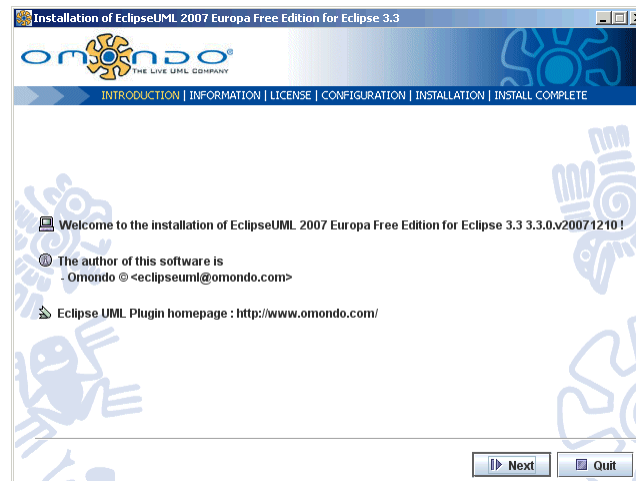 Installation of EclipseUML 2007 Europa Free Edition for Eclipse 3.3
OMONDO®
THE LIVE UML COMPANY
INTRODUCTION | INFORMATION | LICENSE | CONFIGURATION | INSTALLATION | INSTALL COMPLETE
Welcome to the installation of EclipseUML 2007 Europa Free Edition for Eclipse 3.3 3.3.0.v20071210 !
The author of this software is
- Omondo © <eclipseuml@omondo.com>
Eclipse UML Plugin homepage : http://www.omondo.com/
Next
Quit